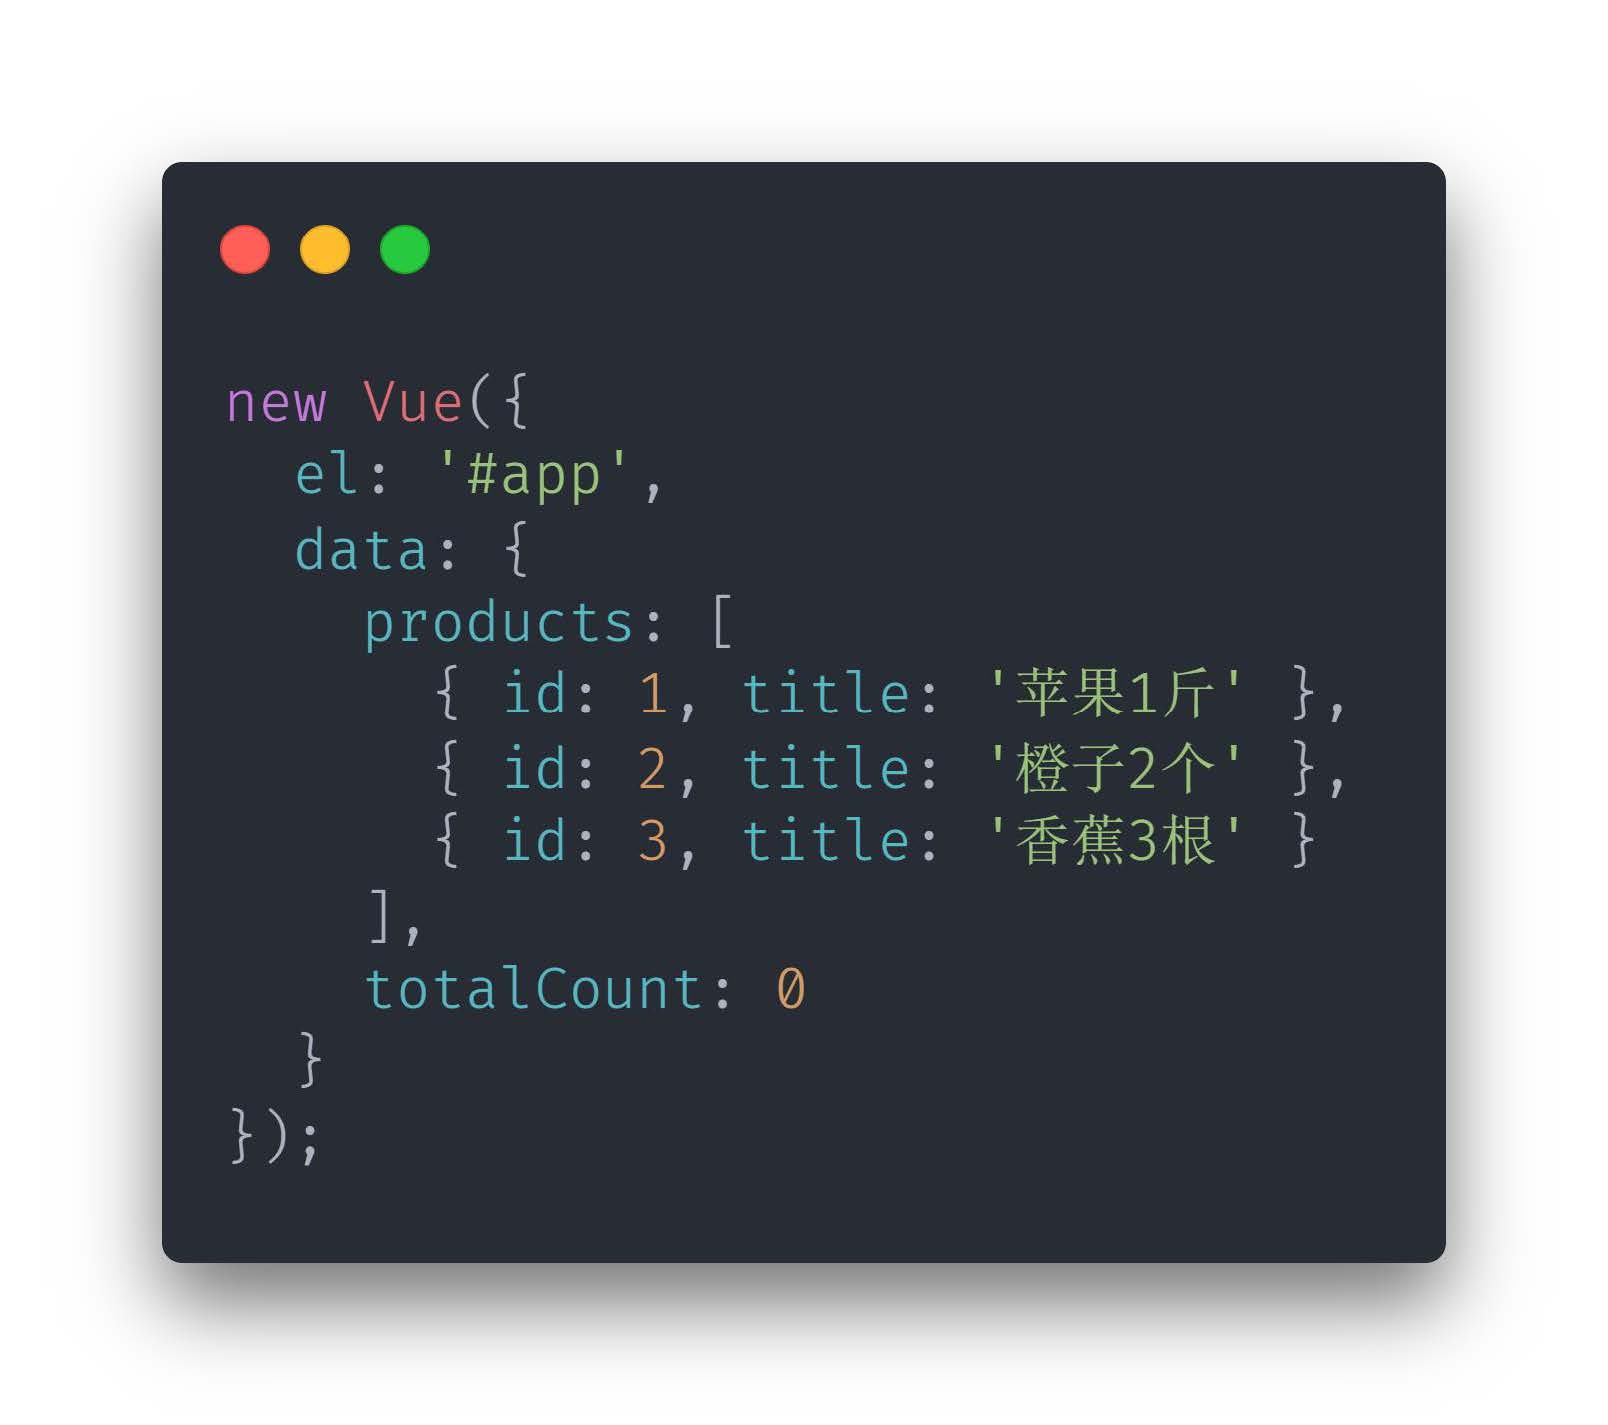 new Vue({
  el: '#app',
  data: {
    products: [
      { id: 1, title: '苹果1斤' },
      { id: 2, title: '橙子2个' },
      { id: 3, title: '香蕉3根' }
    ],
    totalCount: 0
  }
});